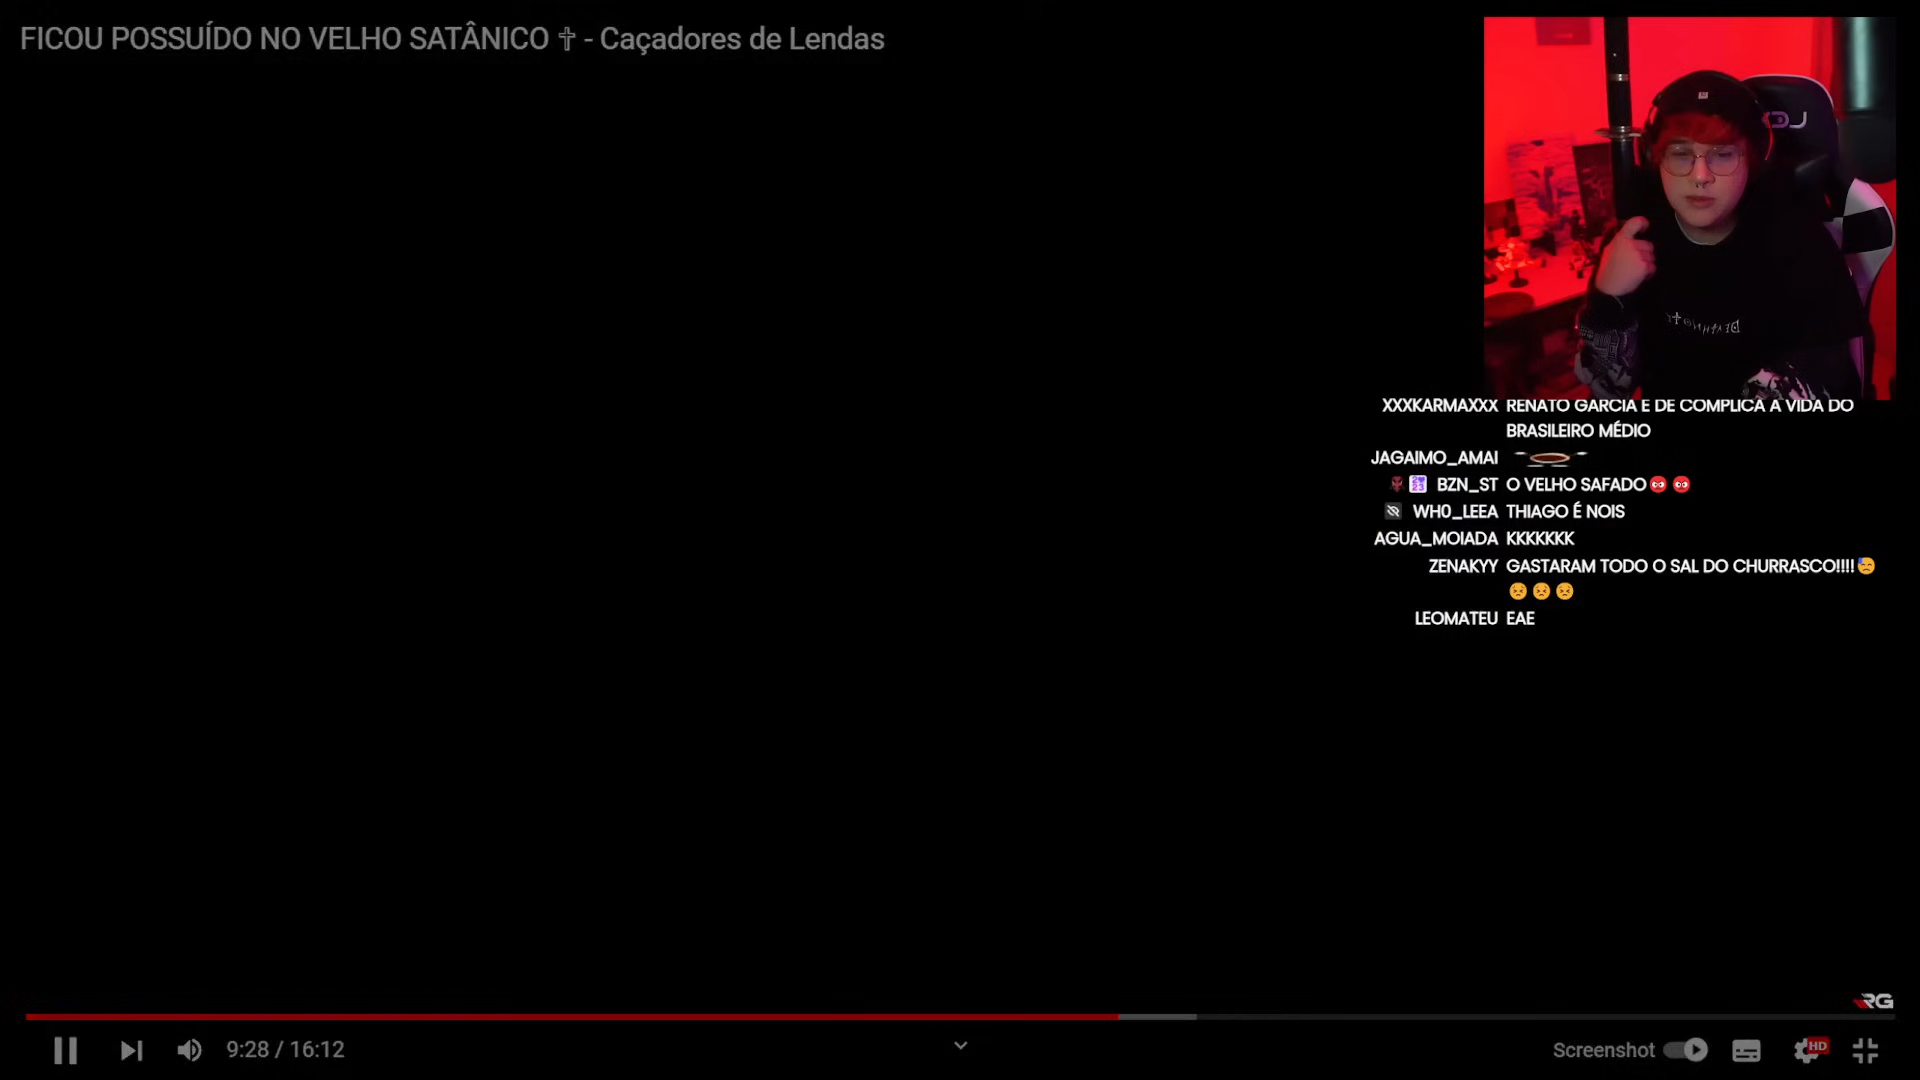 FICOU POSSUÍDO NO VELHO SATÂNICO ✝ - Caçadores de Lendas
XXXKARMAXXX RENATO GARCIA E DE COMPLICA A VIDA DO
BRASILEIRO MÉDIO
JAGAIMO_AMAI
BZN_ST O VELHO SAFADO
WH0_LEEA THIAGO É NOIS
AGUA_MOIADA KKKKKKK
ZENAKYY GASTARAM TODO O SAL DO CHURRASCO!!!!😓
😣 😣 😣
LEOMATEU EAE
RG
9:28 / 16:12
Screenshot
HD